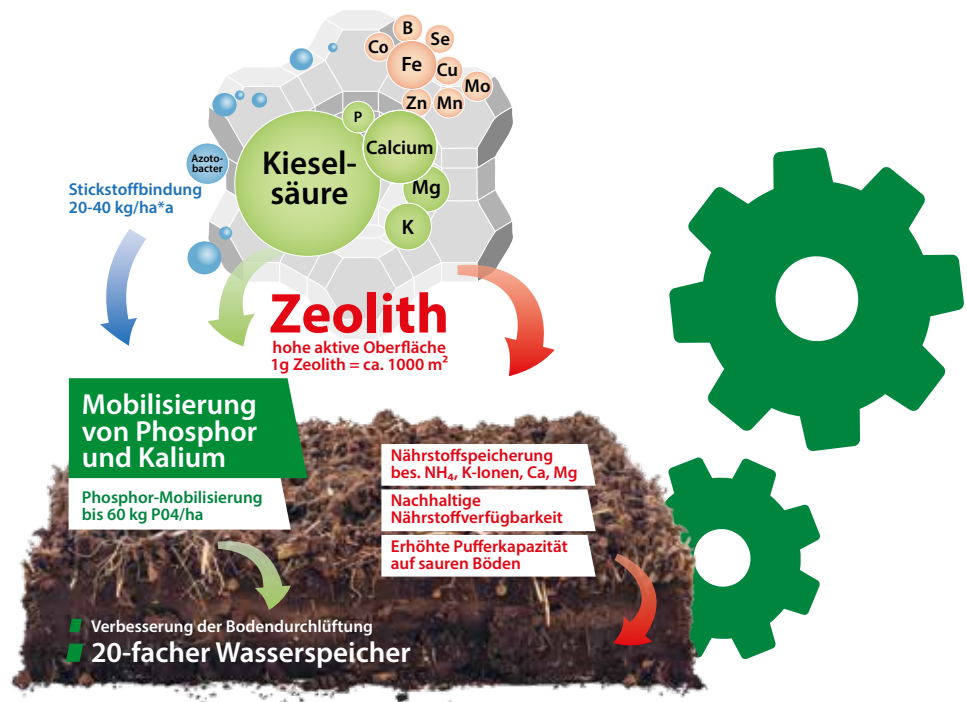 B
Co
Se
Fe
Cu
Mo
Zn
Mn
P
Calcium
Kiesel-
säure
Mg
K
Azoto-
bacter
Stickstoffbindung
20-40 kg/ha*a
Zeolith
hohe aktive Oberfläche
1g Zeolith = ca. 1000 m²
Mobilisierung
von Phosphor
und Kalium
Phosphor-Mobilisierung
bis 60 kg P04/ha
Nährstoffspeicherung
bes. NH₄, K-Ionen, Ca, Mg
Nachhaltige
Nährstoffverfügbarkeit
Erhöhte Pufferkapazität
auf sauren Böden
Verbesserung der Bodendurchlüftung
20-facher Wasserspeicher